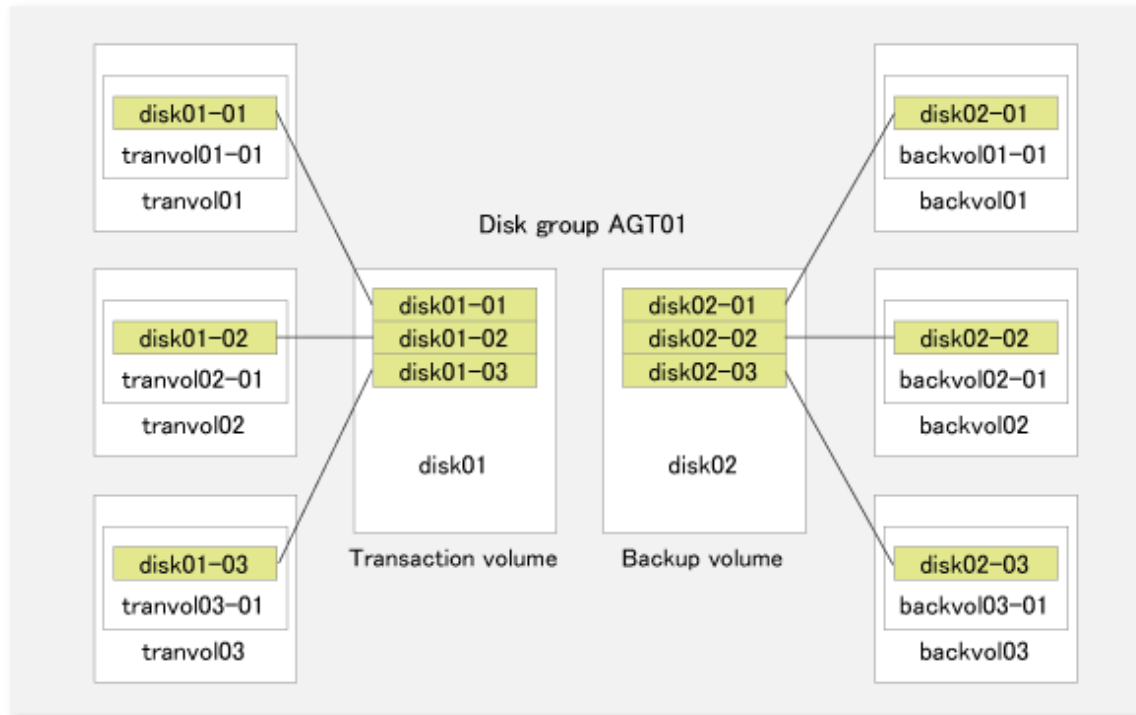 disk01-01
tranvol01-01
tranvol01
disk01-02
tranvol02-01
tranvol02
disk01-03
tranvol03-01
tranvol03
Disk group AGT01
disk01-01
disk01-02
disk01-03
disk01
Transaction volume
disk02-01
disk02-02
disk02-03
disk02
Backup volume
disk02-01
backvol01-01
backvol01
disk02-02
backvol02-01
backvol02
disk02-03
backvol03-01
backvol03